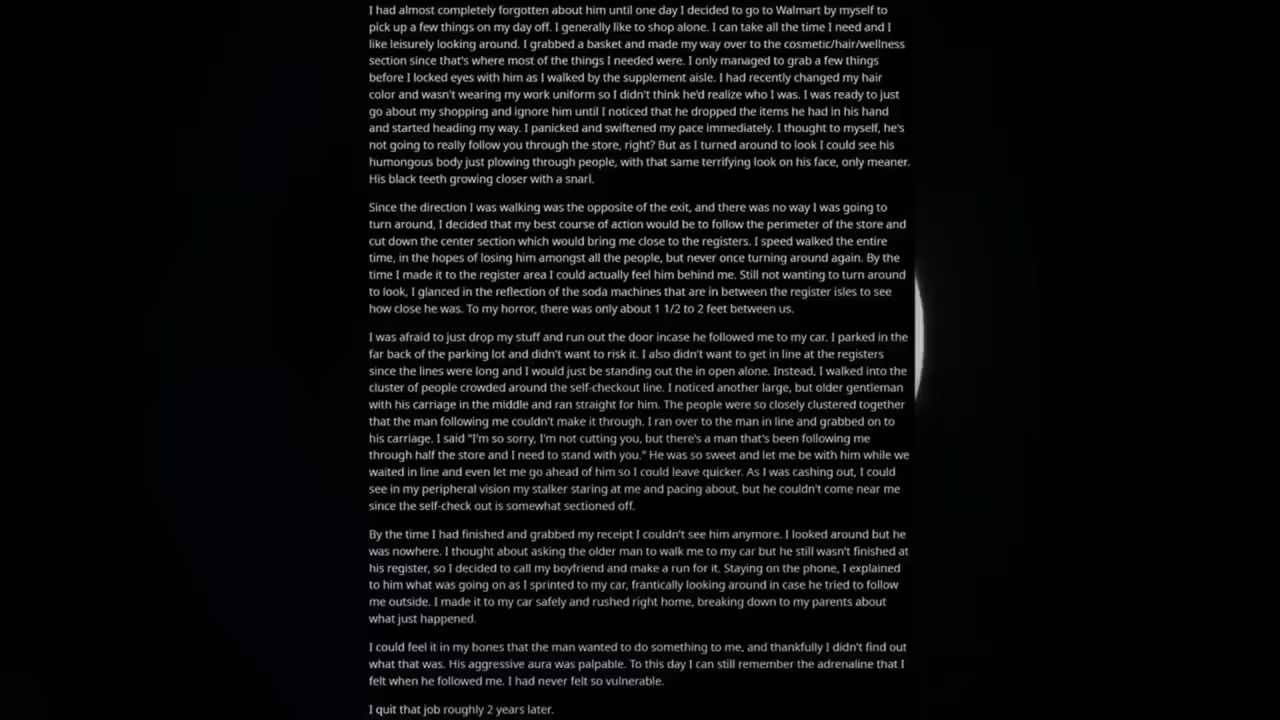 I had almost completely forgotten about him until one day I decided to go to Walmart by myself to
pick up a few things on my day off. I generally like to shop alone. I can take all the time I need and I
like leisurely looking around. I grabbed a basket and made my way over to the cosmetic/hair/wellness
section since that's where most of the things I needed were. I only managed to grab a few things
before I locked eyes with him as I walked by the supplement aisle. I had recently changed my hair
color and wasn't wearing my work uniform so I didn't think he'd realize who I was. I was ready to just
go about my shopping and ignore him until I noticed that he dropped the items he had in his hand
and started heading my way. I panicked and swiftened my pace immediately. I thought to myself, he's
not going to really follow you through the store, right? But as I turned around to look I could see his
humongous body just plowing through people, with that same terrifying look on his face, only meaner.
His black teeth growing closer with a snarl.
Since the direction I was walking was the opposite of the exit, and there was no way I was going to
turn around, I decided that my best course of action would be to follow the perimeter of the store and
cut down the center section which would bring me close to the registers. I speed walked the entire
time, in the hopes of losing him amongst all the people, but never once turning around again. By the
time I made it to the register area I could actually feel him behind me. Still not wanting to turn around
to look, I glanced in the reflection of the soda machines that are in between the register isles to see
how close he was. To my horror, there was only about 1 1/2 to 2 feet between us.
I was afraid to just drop my stuff and run out the door incase he followed me to my car. I parked in the
far back of the parking lot and didn't want to risk it. I also didn't want to get in line at the registers
since the lines were long and I would just be standing out the in open alone. Instead, I walked into the
cluster of people crowded around the self-checkout line. I noticed another large, but older gentleman
with his carriage in the middle and ran straight for him. The people were so closely clustered together
that the man following me couldn't make it through. I ran over to the man in line and grabbed on to
his carriage. I said "I'm so sorry, I'm not cutting you, but there's a man that's been following me
through half the store and I need to stand with you." He was so sweet and let me be with him while we
waited in line and even let me go ahead of him so I could leave quicker. As I was cashing out, I could
see in my peripheral vision my stalker staring at me and pacing about, but he couldn't come near me
since the self-check out is somewhat sectioned off.
By the time I had finished and grabbed my receipt I couldn't see him anymore. I looked around but he
was nowhere. I thought about asking the older man to walk me to my car but he still wasn't finished at
his register, so I decided to call my boyfriend and make a run for it. Staying on the phone, I explained
to him what was going on as I sprinted to my car, frantically looking around in case he tried to follow
me outside. I made it to my car safely and rushed right home, breaking down to my parents about
what just happened.
I could feel it in my bones that the man wanted to do something to me, and thankfully I didn't find out
what that was. His aggressive aura was palpable. To this day I can still remember the adrenaline that I
felt when he followed me. I had never felt so vulnerable.
I quit that job roughly 2 years later.